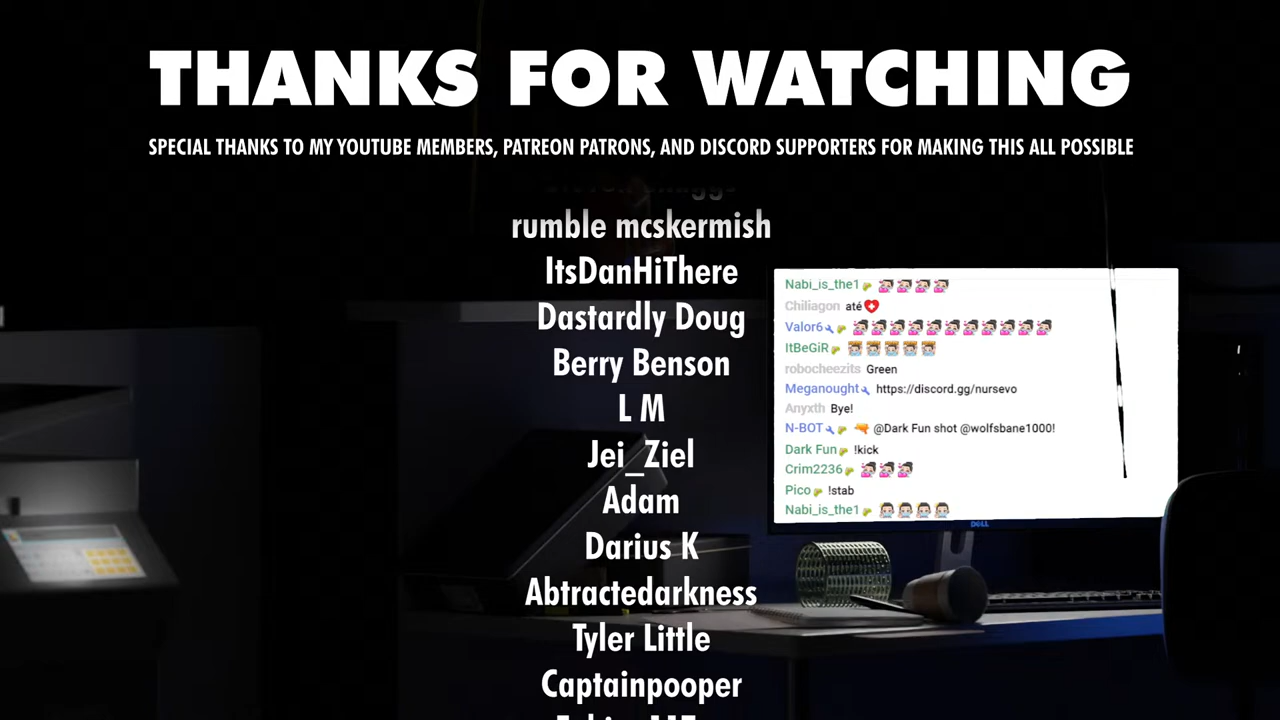 THANKS FOR WATCHING
SPECIAL THANKS TO MY YOUTUBE MEMBERS, PATREON PATRONS, AND DISCORD SUPPORTERS FOR MAKING THIS ALL POSSIBLE
rumble mcskermish
ItsDanHiThere
Dastardly Doug
Berry Benson
L M
Jei_Ziel
Adam
Darius K
Abtractedarkness
Tyler Little
Captainpooper
Nabi_is_the1
Chiliagon até
Valor6
ItBeGiR
robocheezits Green
Meganought https://discord.gg/nursevo
Anyxth Bye!
N-BOT @Dark Fun shot @wolfsbane1000!
Dark Fun !kick
Crim2236
Pico !stab
Nabi_is_the1
DELL